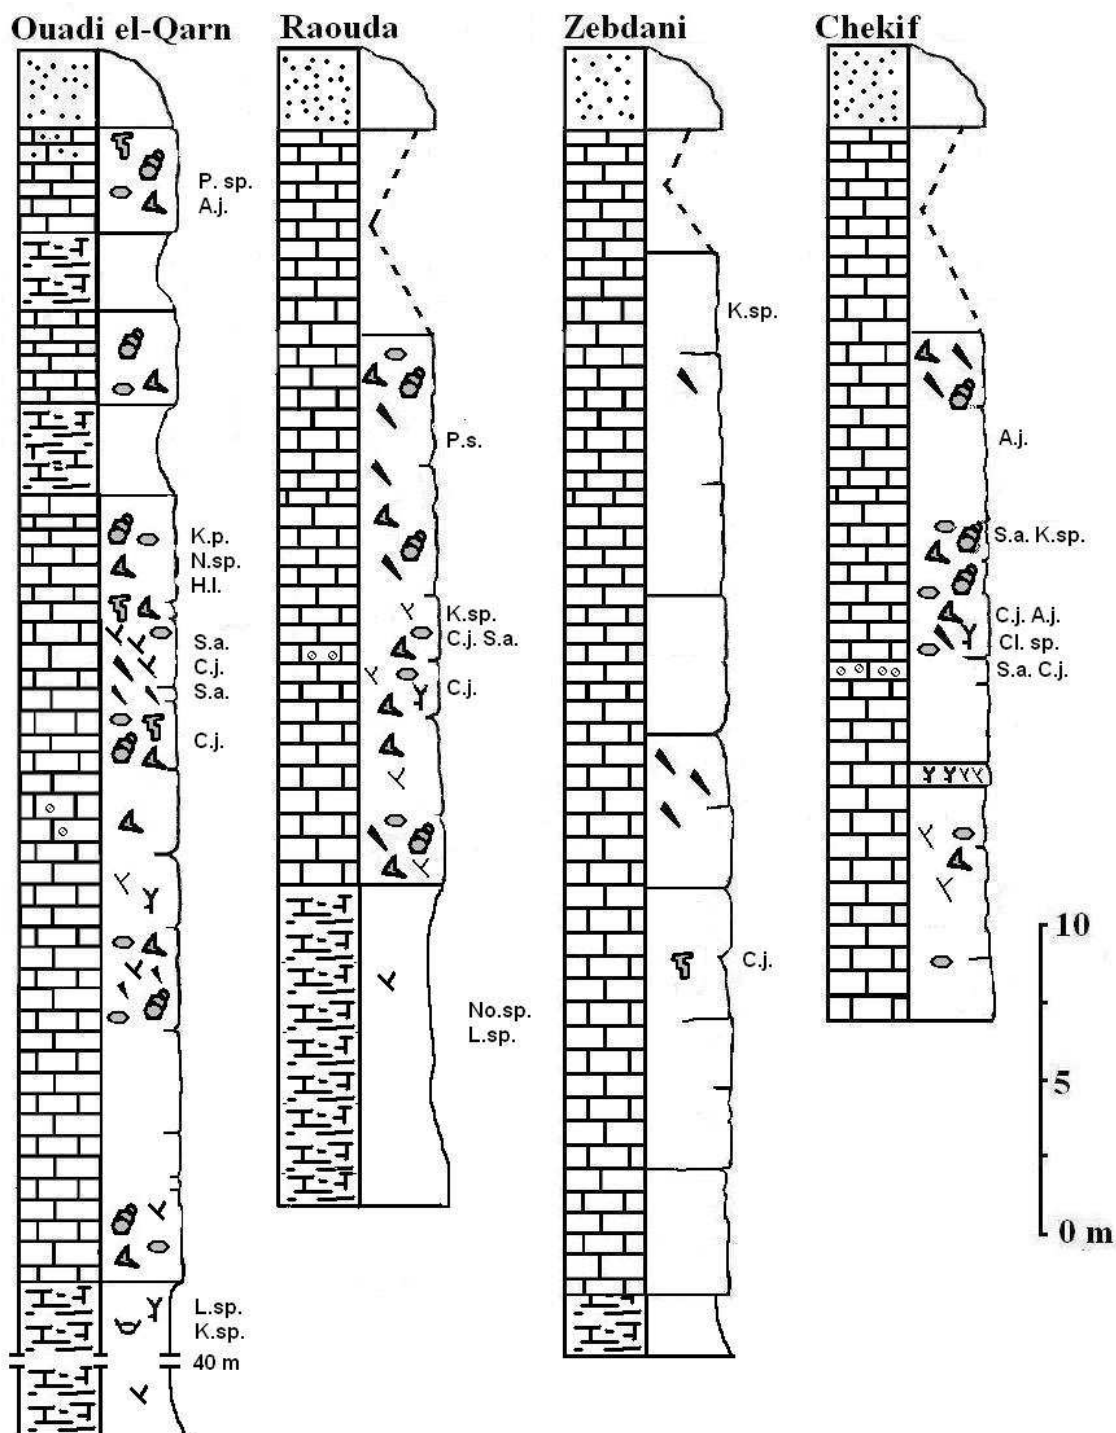 Ouadi el-Qarn
P. sp.
A.j.
K.p.
N.sp.
H.l.
S.a.
C.j.
S.a.
C.j.
L.sp.
K.sp.
40 m
Raouda
P.s.
K.sp.
C.j. S.a.
C.j.
No.sp.
L.sp.
Zebdani
K.sp.
C.j.
Chekif
A.j.
S.a. K.sp.
C.j. A.j.
Cl. sp.
S.a. C.j.
10
5
0 m